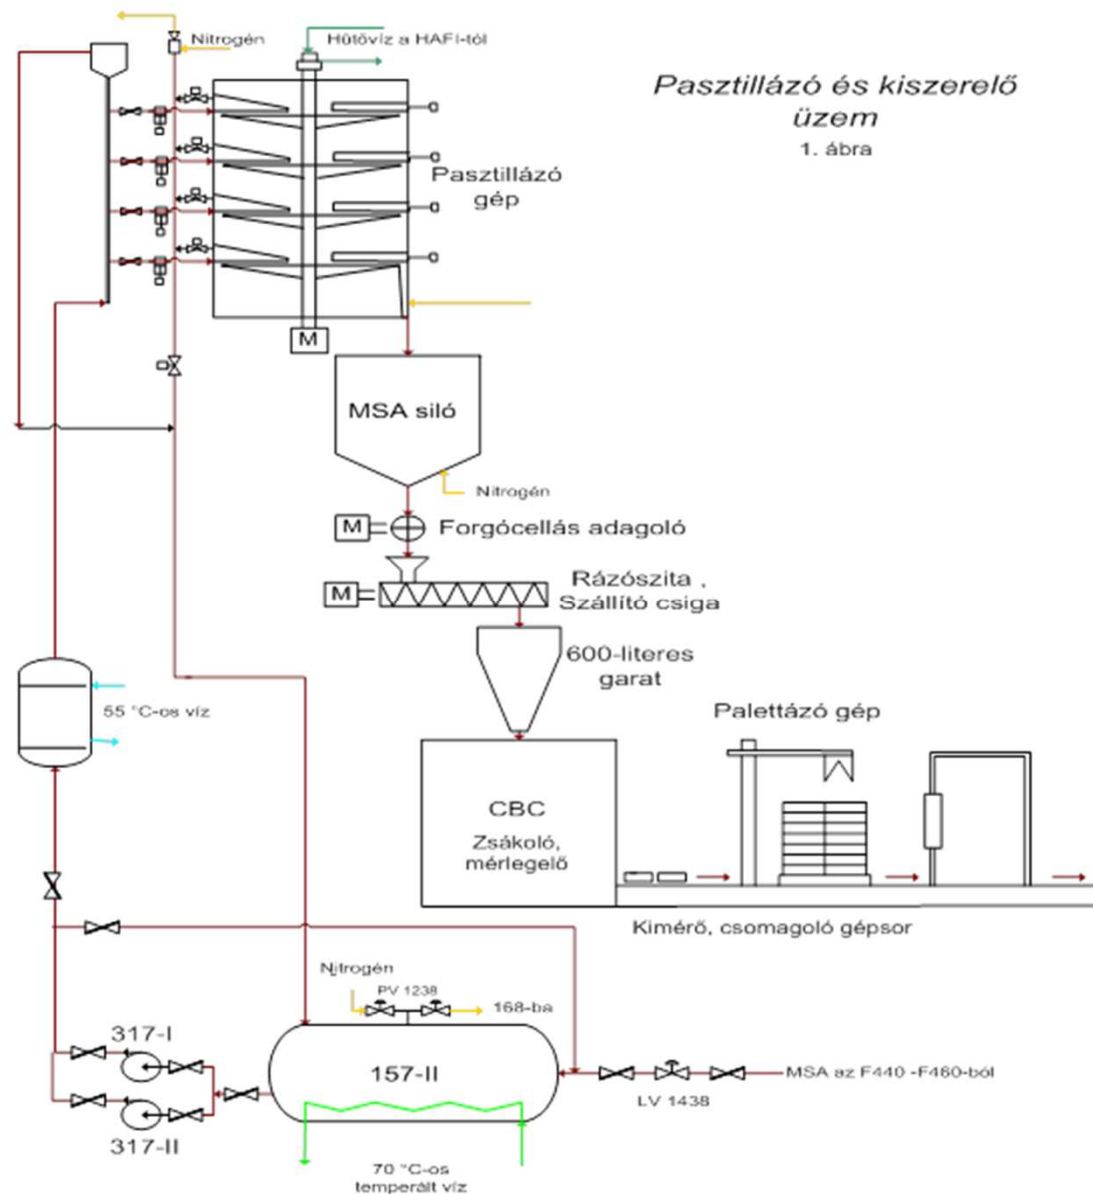 Nitrogén
Hűtővíz a HAFI-tól
Pasztillázó és kiszerelő
üzem
1. ábra
Pasztillázó
gép
M
MSA siló
Nitrogén
M
Forgócellás adagoló
M
Rázószita ,
Szállító csiga
600-literes
garat
55 °C-os víz
Palettázó gép
CBC
Zsákoló,
mérlegelő
Kimérő, csomagoló gépsor
Nitrogén
PV 1238
168-ba
317-I
157-II
MSA az F440 -F460-ból
LV 1438
317-II
70 °C-os
temperált víz